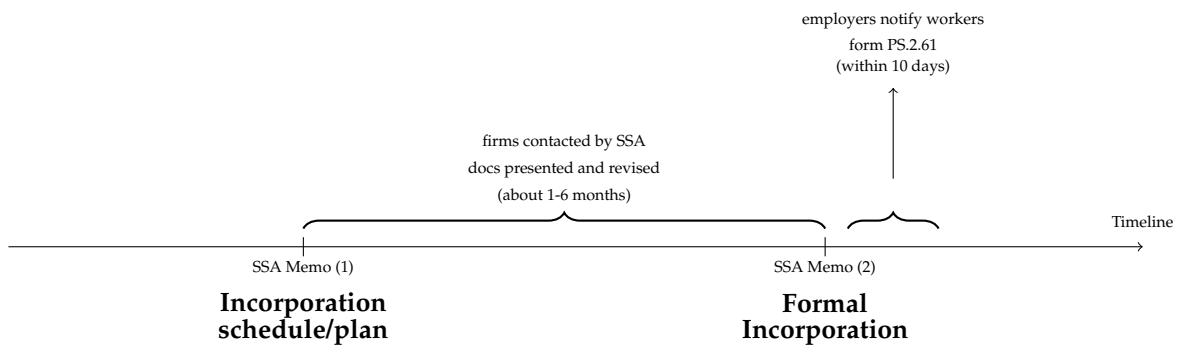 employers notify workers
form PS.2.61
(within 10 days)
firms contacted by SSA
docs presented and revised
(about 1-6 months)
Timeline
SSA Memo (1)
SSA Memo (2)
Incorporation
schedule/plan
Formal
Incorporation